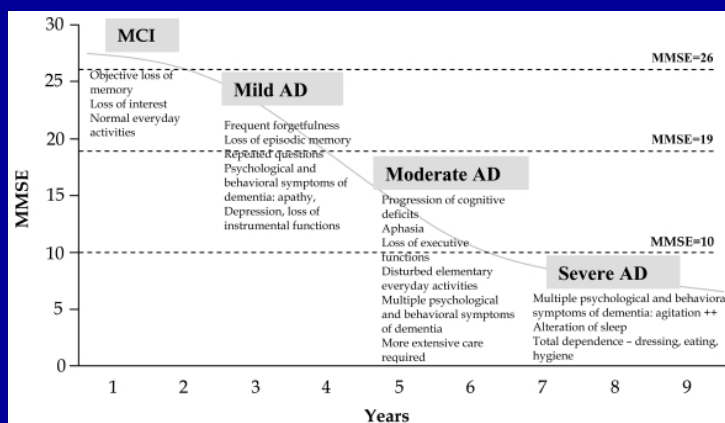 30
25
20
15
10
5
0
MMSE
MCI
Objective loss of
memory
Loss of interest
Normal everyday
activities
Mild AD
Frequent forgetfulness
Loss of episodic memory
Repeated questions
Psychological and
behavioral symptoms of
dementia: apathy,
Depression, loss of
instrumental functions
Moderate AD
Progression of cognitive
deficits
Aphasia
Loss of executive
functions
Disturbed elementary
everyday activities
Multiple psychological
and behavioral symptoms
of dementia
More extensive care
required
Severe AD
Multiple psychological and behaviora
symptoms of dementia: agitation ++
Alteration of sleep
Total dependence – dressing, eating,
hygiene
MMSE=26
MMSE=19
MMSE=10
1 2 3 4 5 6 7 8 9
Years